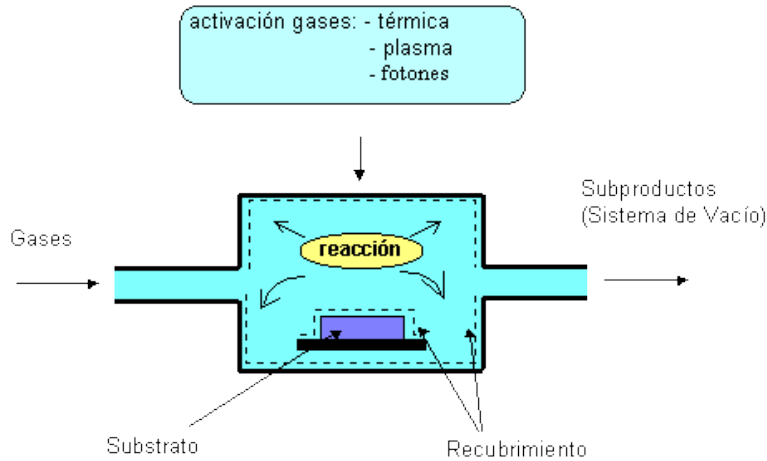 activación gases: - térmica
- plasma
- fotones
Subproductos
(Sistema de Vacío)
Gases
reacción
Substrato
Recubrimiento